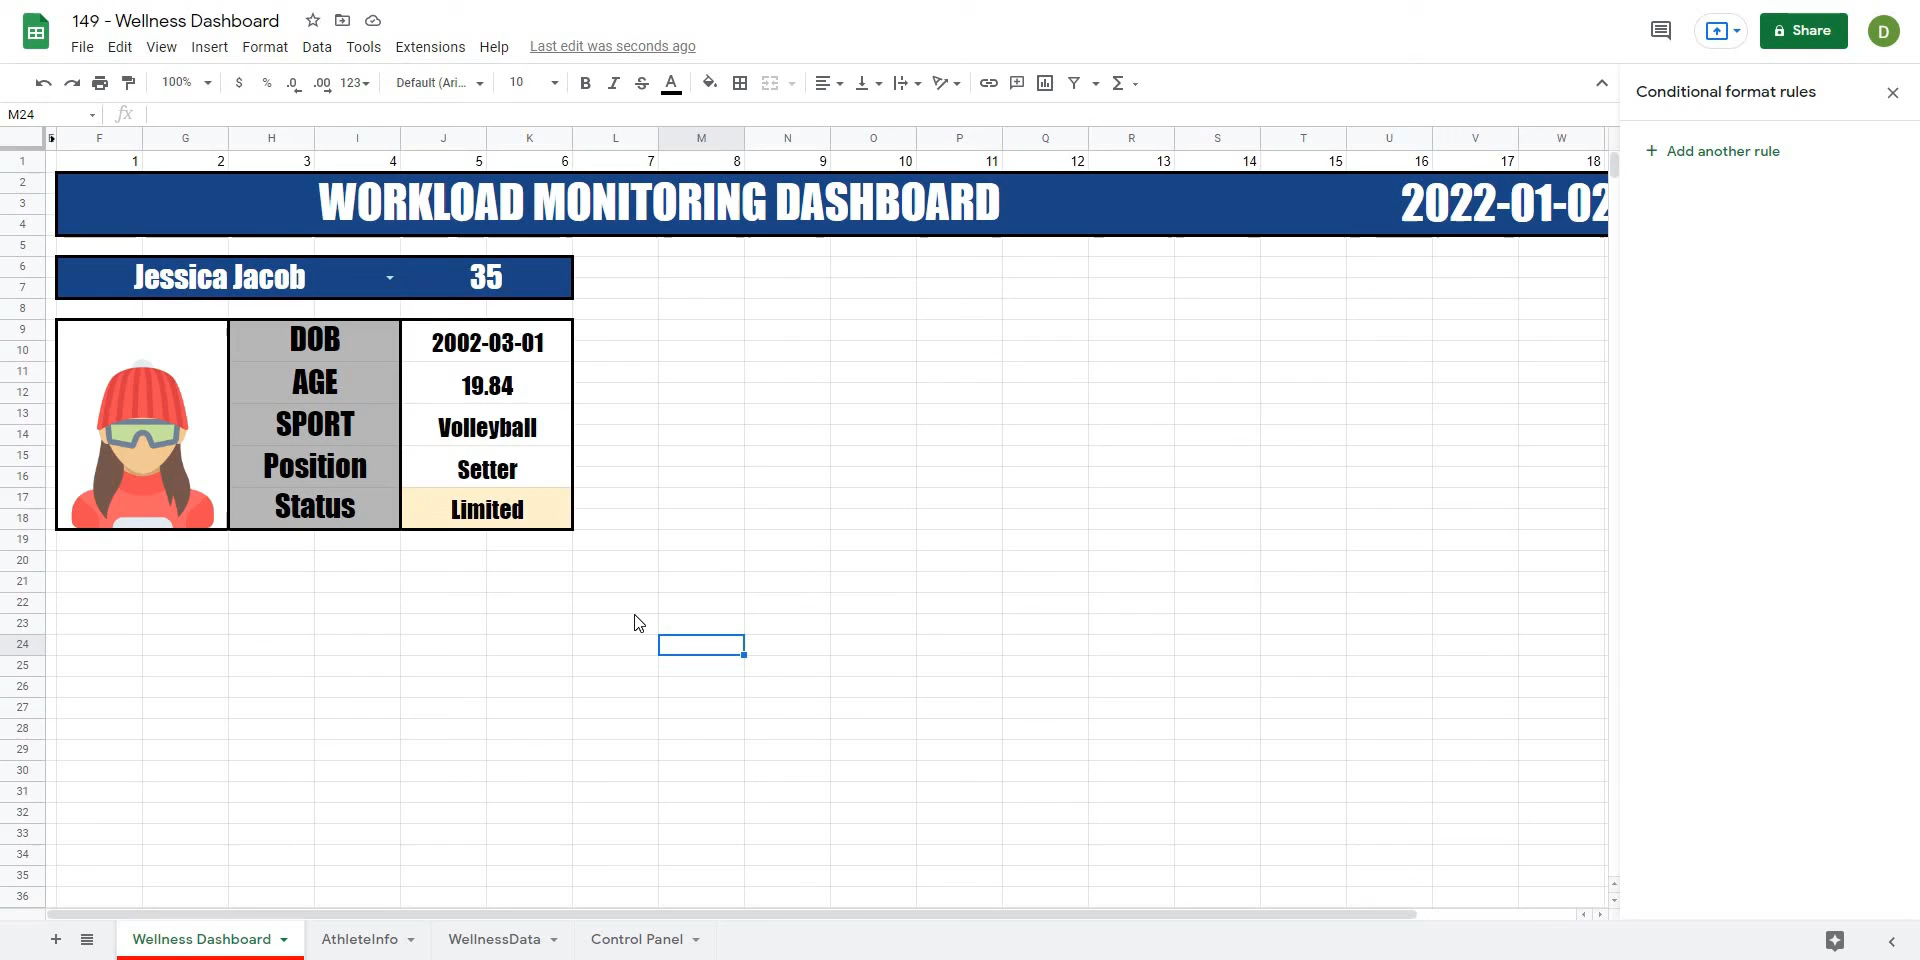 149 - Wellness Dashboard
File Edit View Insert Format Data Tools Extensions Help Last edit was seconds ago
Share
D
100% $ % .0 .00 123 Default (Ari... 10 B I S A Σ
Conditional format rules
M24 fx
+ Add another rule
F G H I J K L M N O P Q R S T U V W
1 1 2 3 4 5 6 7 8 9 10 11 12 13 14 15 16 17 18
2
3 WORKLOAD MONITORING DASHBOARD 2022-01-02
4
5
6
Jessica Jacob 35
7
8
9
DOB 2002-03-01
10
11
AGE 19.84
12
13
SPORT Volleyball
14
15
Position Setter
16
17
Status Limited
18
19
20
21
22
23
24
25
26
27
28
29
30
31
32
33
34
35
36
+ Wellness Dashboard AthleteInfo WellnessData Control Panel